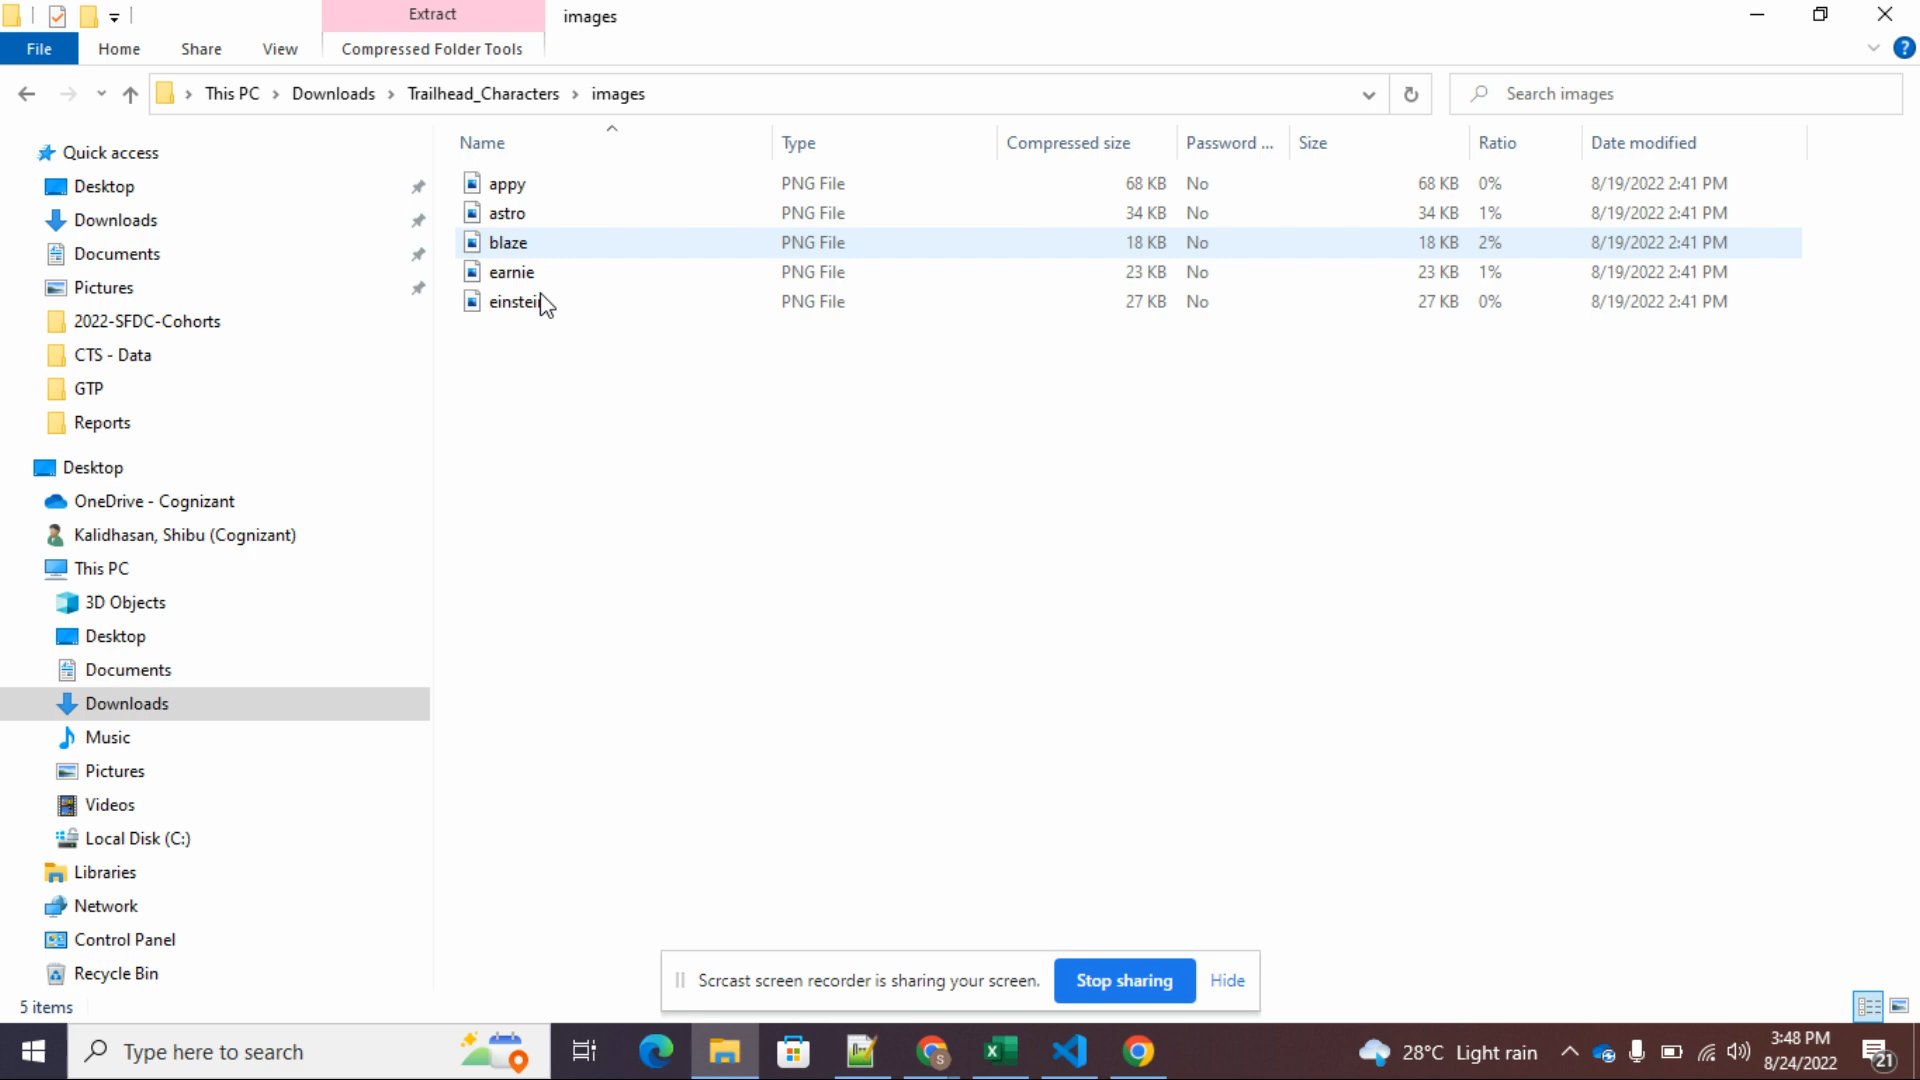 Extract
images
File
Home
Share
View
Compressed Folder Tools
This PC
Downloads
Trailhead_Characters
images
Search images
Name
Type
Compressed size
Password ...
Size
Ratio
Date modified
appy PNG File 68 KB No 68 KB 0% 8/19/2022 2:41 PM
astro PNG File 34 KB No 34 KB 1% 8/19/2022 2:41 PM
blaze PNG File 18 KB No 18 KB 2% 8/19/2022 2:41 PM
earnie PNG File 23 KB No 23 KB 1% 8/19/2022 2:41 PM
einstein PNG File 27 KB No 27 KB 0% 8/19/2022 2:41 PM
Quick access
Desktop
Downloads
Documents
Pictures
2022-SFDC-Cohorts
CTS - Data
GTP
Reports
Desktop
OneDrive - Cognizant
Kalidhasan, Shibu (Cognizant)
This PC
3D Objects
Desktop
Documents
Downloads
Music
Pictures
Videos
Local Disk (C:)
Libraries
Network
Control Panel
Recycle Bin
5 items
Scrcast screen recorder is sharing your screen.
Stop sharing
Hide
Type here to search
28°C Light rain
3:48 PM
8/24/2022
21